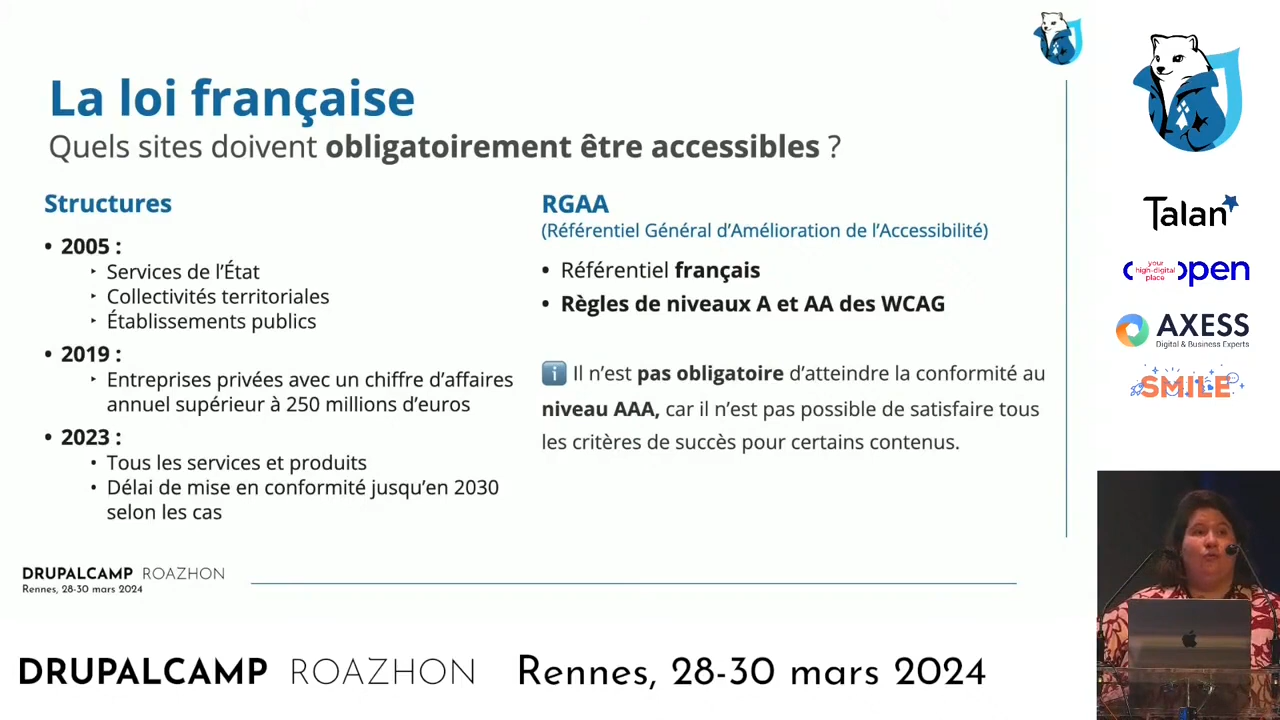 La loi française
Quels sites doivent obligatoirement être accessibles ?
Structures
• 2005 :
‣ Services de l’État
‣ Collectivités territoriales
‣ Établissements publics
• 2019 :
‣ Entreprises privées avec un chiffre d’affaires
annuel supérieur à 250 millions d’euros
• 2023 :
• Tous les services et produits
• Délai de mise en conformité jusqu’en 2030
selon les cas
RGAA
(Référentiel Général d’Amélioration de l’Accessibilité)
• Référentiel français
• Règles de niveaux A et AA des WCAG
ℹ️ Il n’est pas obligatoire d’atteindre la conformité au
niveau AAA, car il n’est pas possible de satisfaire tous
les critères de succès pour certains contenus.
DRUPALCAMP ROAZHON
Rennes, 28-30 mars 2024
Talan
your
high-digital
place
open
AXESS
Digital & Business Experts
SMILE
DRUPALCAMP ROAZHON Rennes, 28-30 mars 2024